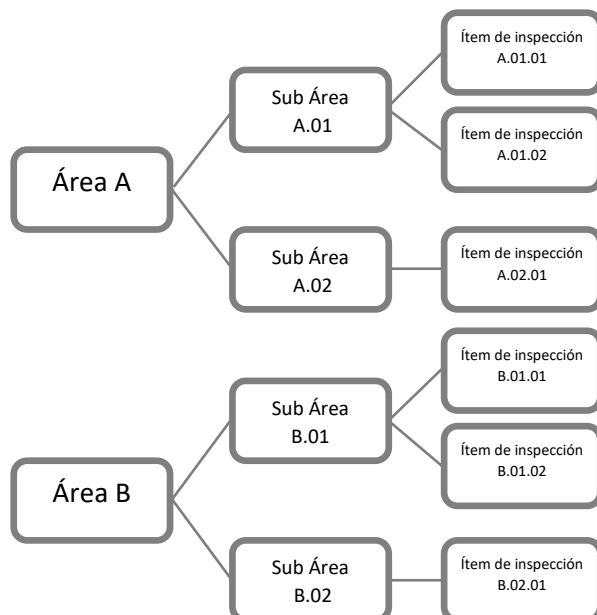 Área A
Sub Área
A.01
Ítem de inspección
A.01.01
Ítem de inspección
A.01.02
Sub Área
A.02
Ítem de inspección
A.02.01
Área B
Sub Área
B.01
Ítem de inspección
B.01.01
Ítem de inspección
B.01.02
Sub Área
B.02
Ítem de inspección
B.02.01